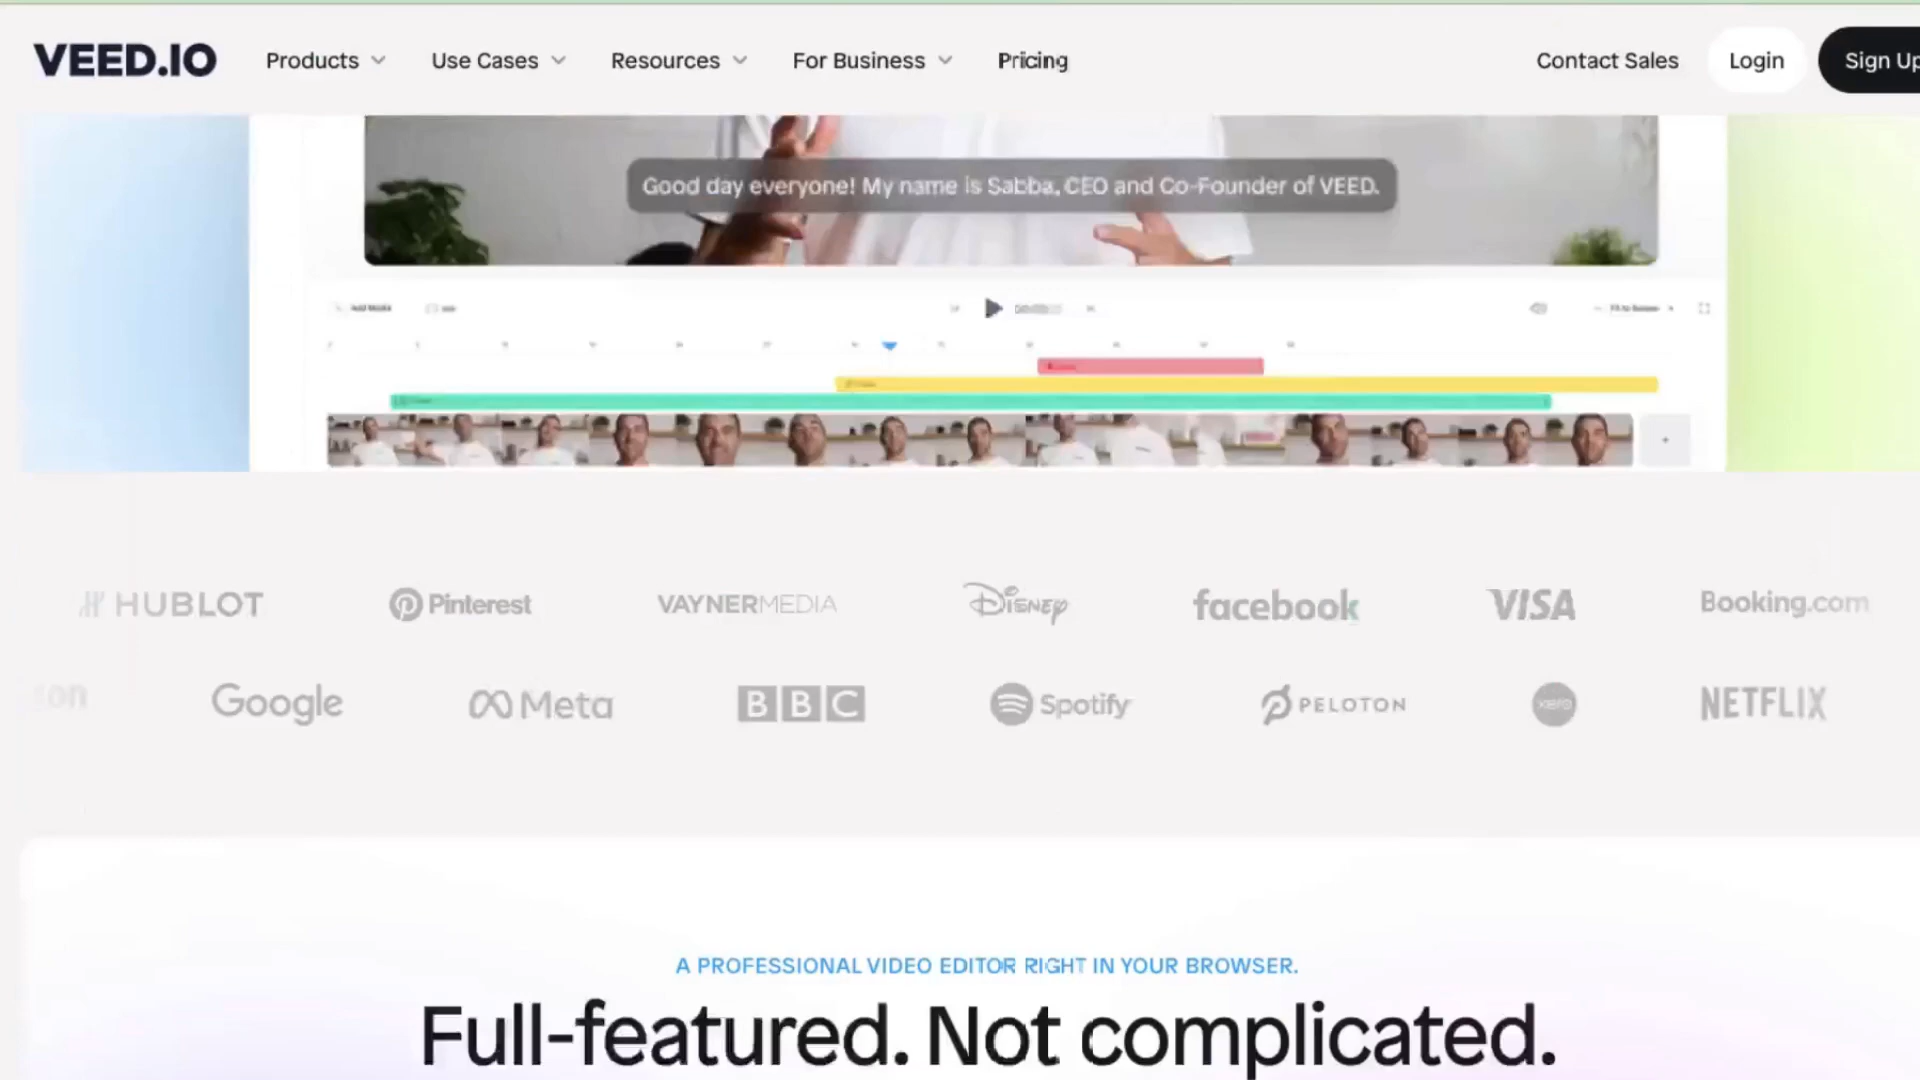 VEED.IO Products Use Cases Resources For Business Pricing Contact Sales Login Sign Up
Good day everyone! My name is Sabba, CEO and Co-Founder of VEED.
HUBLOT Pinterest VAYNERMEDIA Disney facebook VISA Booking.com
Google Meta BBC Spotify PELOTON xero NETFLIX
A PROFESSIONAL VIDEO EDITOR RIGHT IN YOUR BROWSER.
Full-featured. Not complicated.